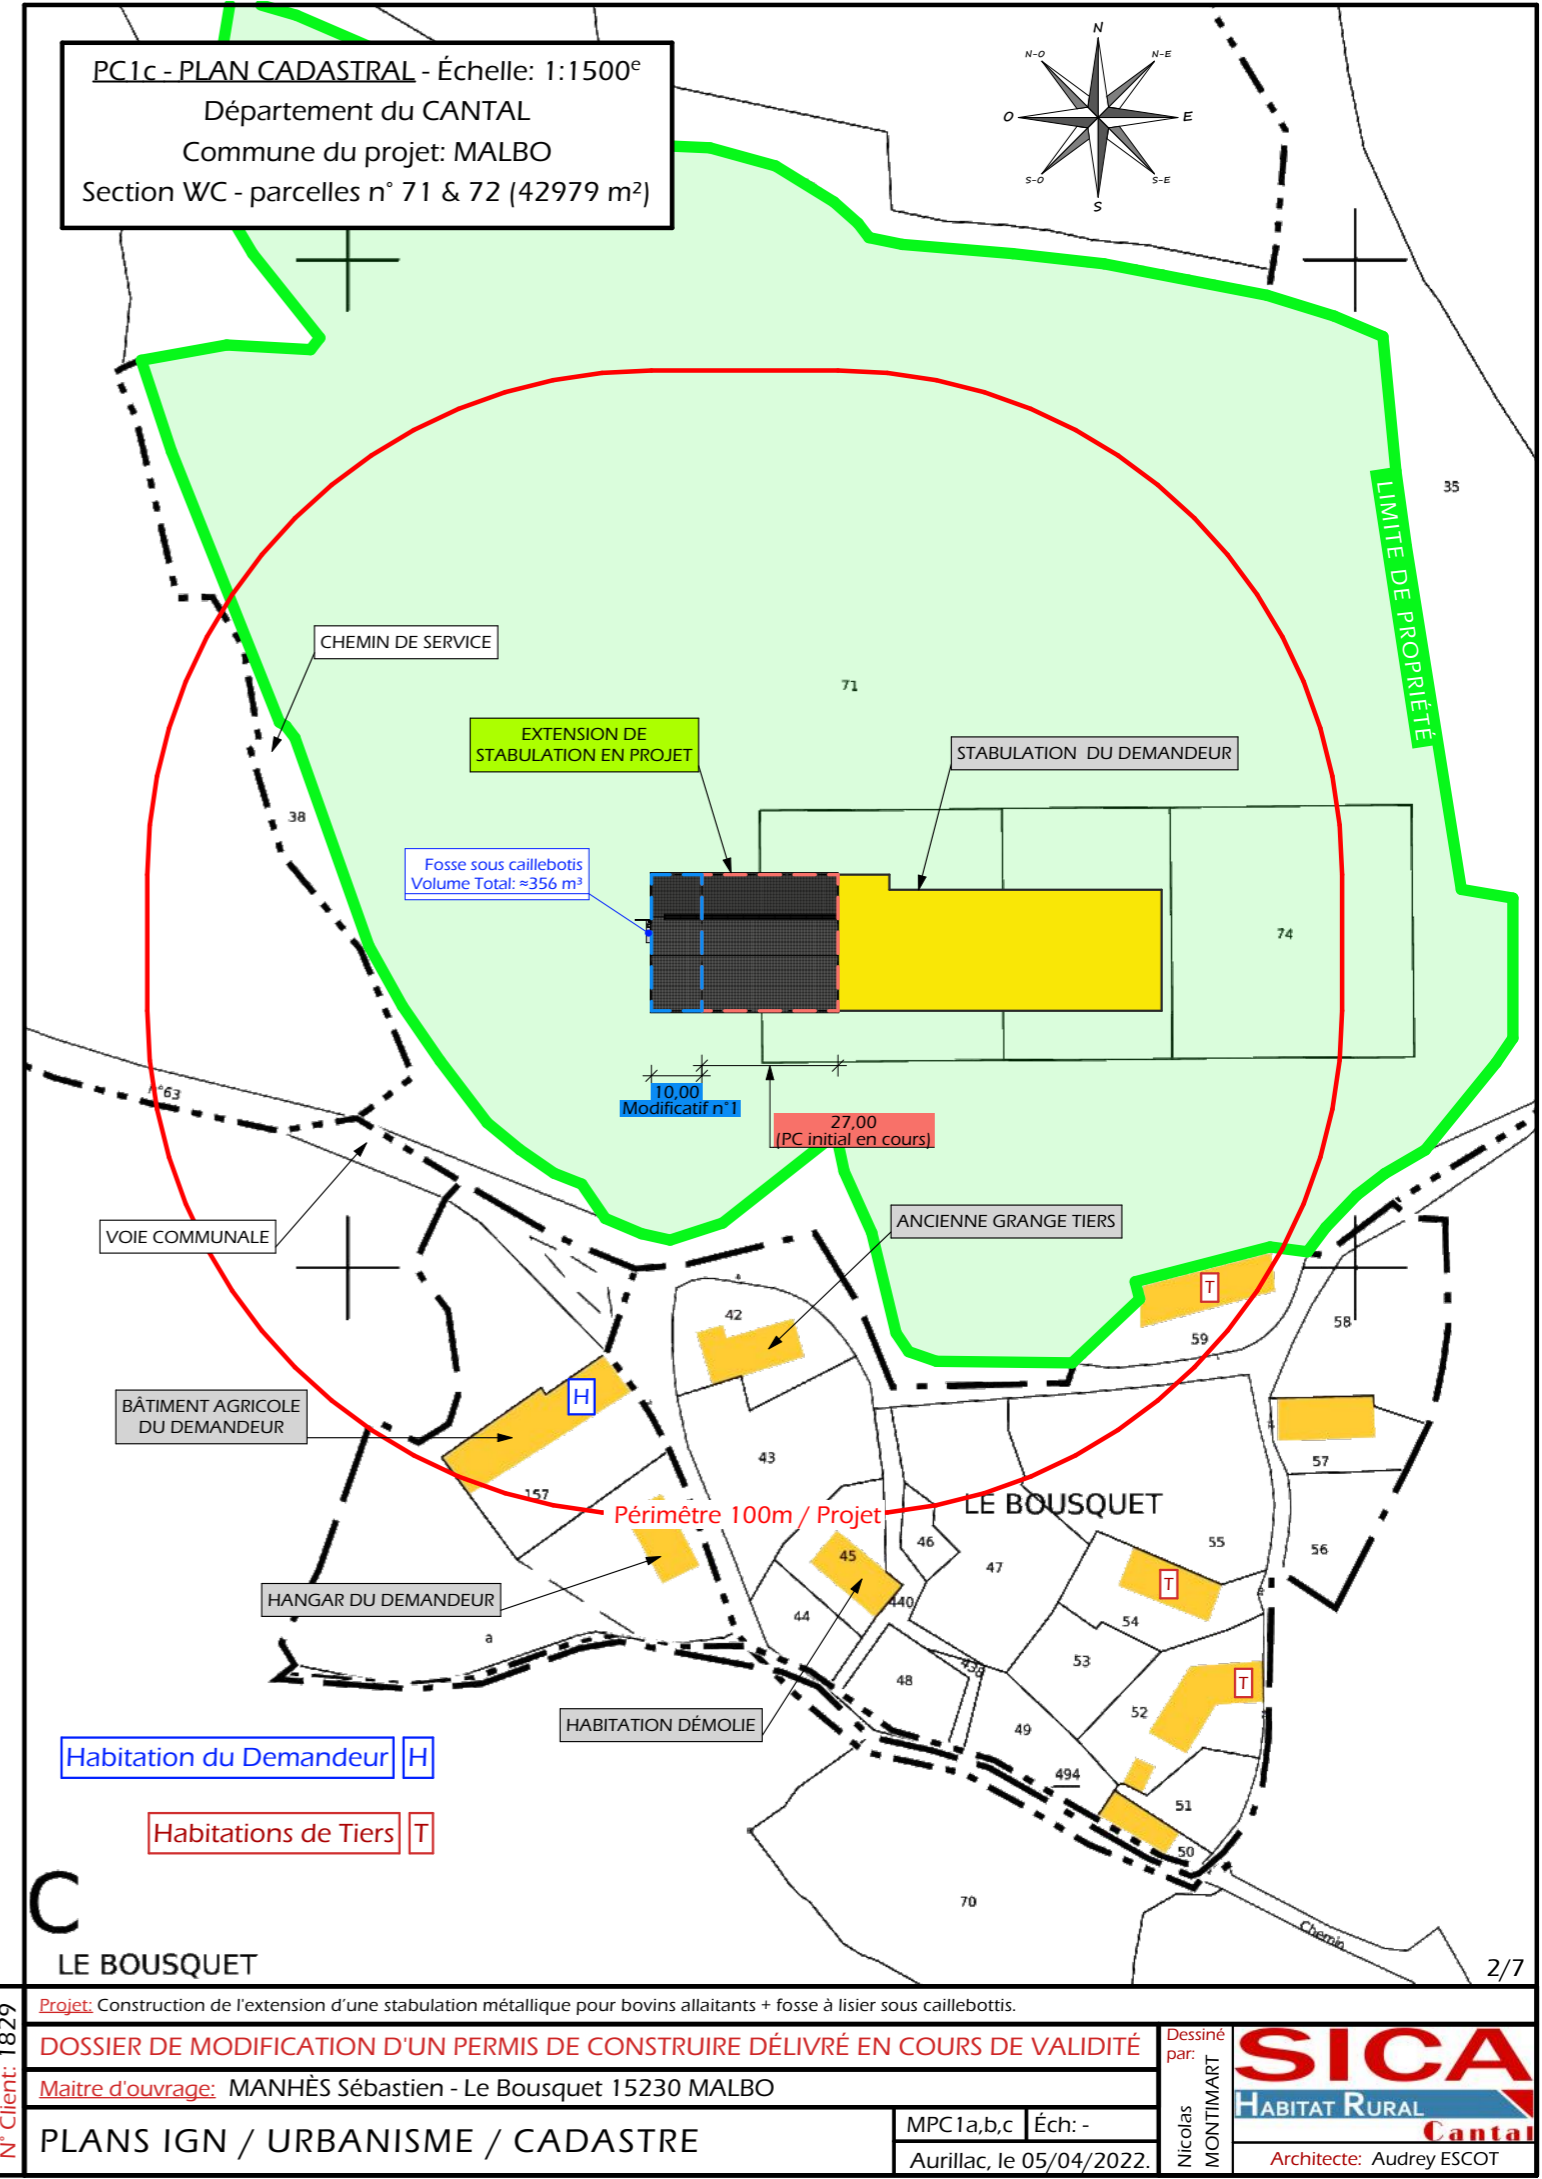 PC1c - PLAN CADASTRAL - Échelle: 1:1500e
Département du CANTAL
Commune du projet: MALBO
Section WC - parcelles n° 71 & 72 (42979 m²)
N
N-O
N-E
O
E
S-O
S-E
S
35
LIMITE DE PROPRIÉTÉ
CHEMIN DE SERVICE
71
EXTENSION DE
STABULATION EN PROJET
STABULATION DU DEMANDEUR
38
Fosse sous caillebotis
Volume Total: ≈356 m³
74
10,00
Modificatif n°1
27,00
(PC initial en cours)
n°63
VOIE COMMUNALE
ANCIENNE GRANGE TIERS
T
42
59
58
BÂTIMENT AGRICOLE
DU DEMANDEUR
H
43
57
157
Périmêtre 100m / Projet
LE BOUSQUET
45
46
47
55
56
T
HANGAR DU DEMANDEUR
44
440
54
a
53
48
438
52
T
HABITATION DÉMOLIE
49
494
51
50
Habitation du Demandeur H
Habitations de Tiers T
C
70
Chemin
LE BOUSQUET
2/7
N° Client: 1829
Projet: Construction de l'extension d'une stabulation métallique pour bovins allaitants + fosse à lisier sous caillebottis.
DOSSIER DE MODIFICATION D'UN PERMIS DE CONSTRUIRE DÉLIVRÉ EN COURS DE VALIDITÉ
Maitre d'ouvrage: MANHÈS Sébastien - Le Bousquet 15230 MALBO
PLANS IGN / URBANISME / CADASTRE
MPC1a,b,c
Éch: -
Aurillac, le 05/04/2022.
Dessiné
par:
Nicolas
MONTIMART
SICA
HABITAT RURAL
Cantal
Architecte: Audrey ESCOT